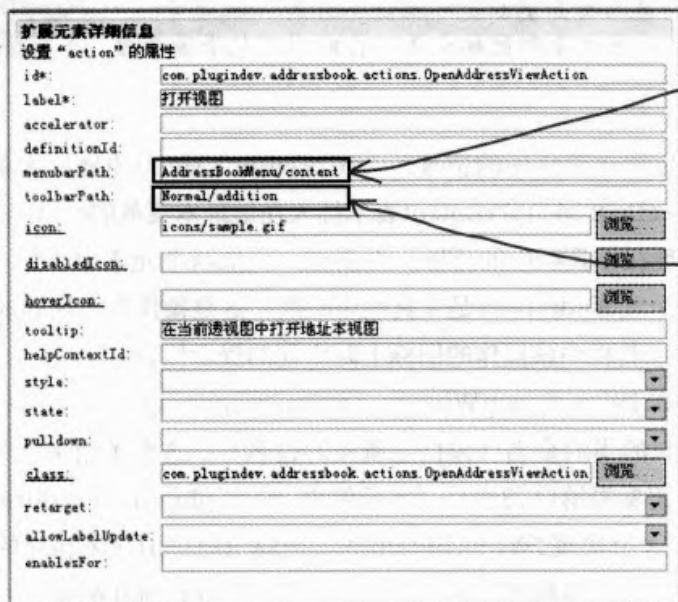 扩展元素详细信息
设置“action”的属性
id*: com.plugindev.addressbook.actions.OpenAddressViewAction
label*: 打开视图
accelerator:
definitionId:
menubarPath: AddressBookMenu/content
toolbarPath: Normal/addition
icon: icons/sample.gif 浏览...
disabledIcon: 浏览...
hoverIcon: 浏览...
tooltip: 在当前透视图中打开地址本视图
helpContextId:
style:
state:
pulldown:
class: com.plugindev.addressbook.actions.OpenAddressViewAction 浏览...
retarget:
allowLabelUpdate:
enablesFor: